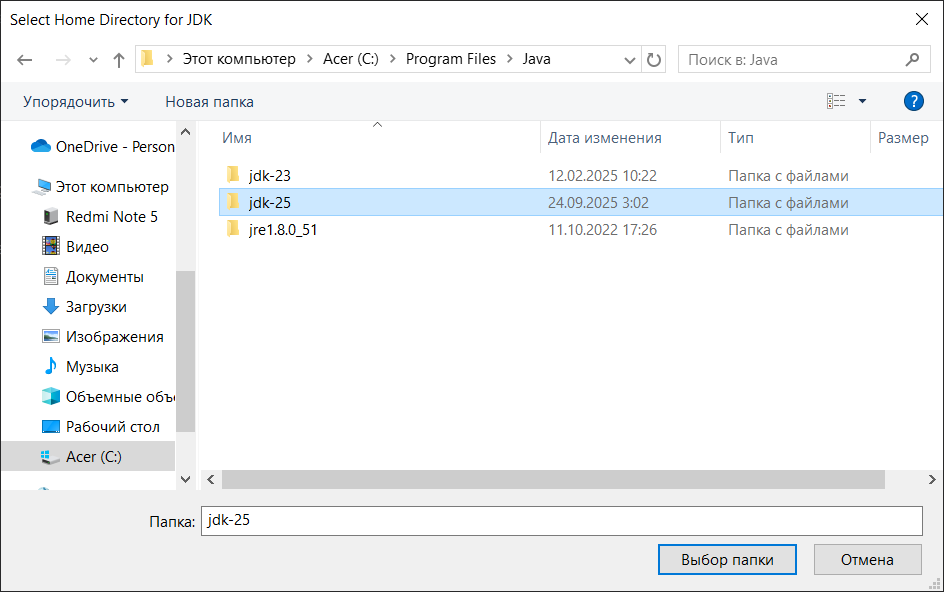 Select Home Directory for JDK
Этот компьютер Acer (C:) Program Files Java Поиск в: Java
Упорядочить Новая папка ?
OneDrive - Person
Этот компьютер
Redmi Note 5
Видео
Документы
Загрузки
Изображения
Музыка
Объемные объ
Рабочий стол
Acer (C:)
Имя Дата изменения Тип Размер
jdk-23 12.02.2025 10:22 Папка с файлами
jdk-25 24.09.2025 3:02 Папка с файлами
jre1.8.0_51 11.10.2022 17:26 Папка с файлами
Папка: jdk-25
Выбор папки Отмена